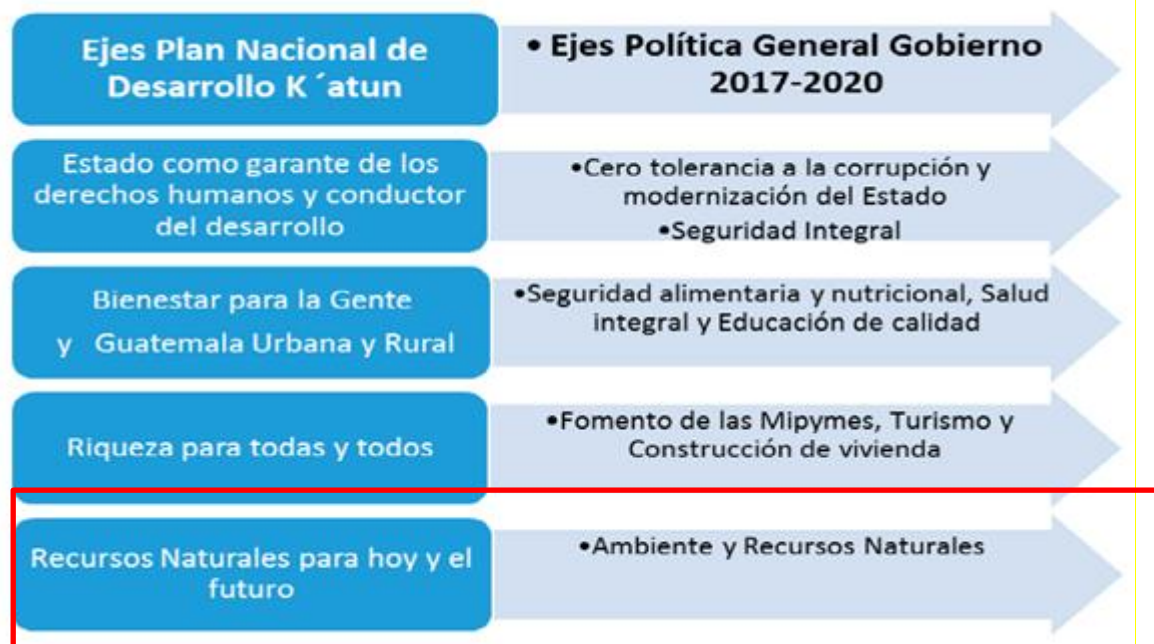 Ejes Plan Nacional de
Desarrollo K ´atun
• Ejes Política General Gobierno
2017-2020
Estado como garante de los
derechos humanos y conductor
del desarrollo
•Cero tolerancia a la corrupción y
modernización del Estado
•Seguridad Integral
Bienestar para la Gente
y Guatemala Urbana y Rural
•Seguridad alimentaria y nutricional, Salud
integral y Educación de calidad
Riqueza para todas y todos
•Fomento de las Mipymes, Turismo y
Construcción de vivienda
Recursos Naturales para hoy y el
futuro
•Ambiente y Recursos Naturales